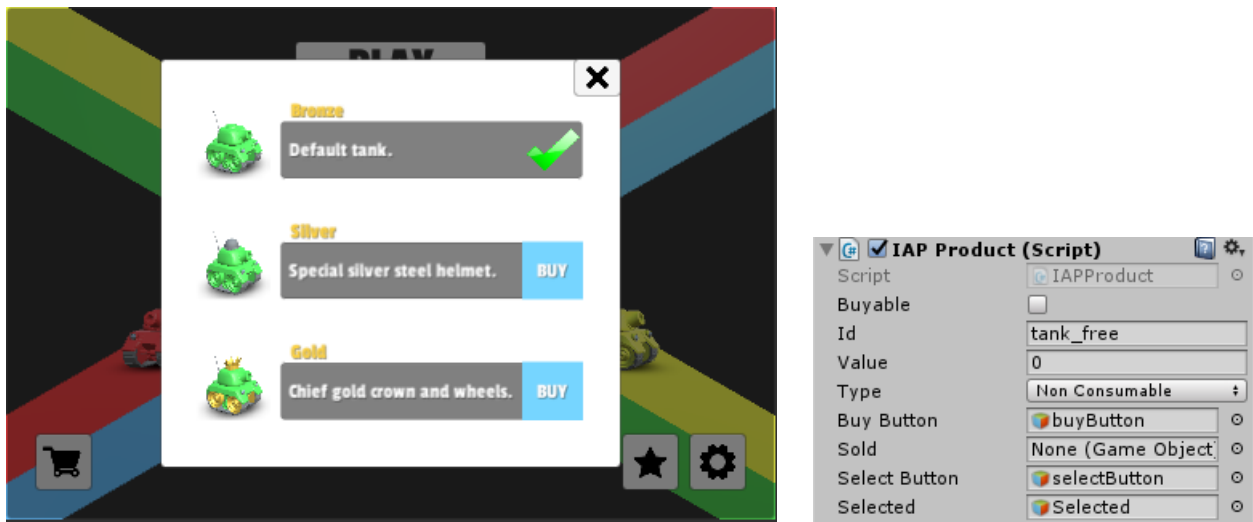 PLAY
Bronze
Default tank.
Silver
Special silver steel helmet.
BUY
Gold
Chief gold crown and wheels.
BUY
IAP Product (Script)
Script IAPProduct
Buyable
Id tank_free
Value 0
Type Non Consumable
Buy Button buyButton
Sold None (Game Object)
Select Button selectButton
Selected Selected